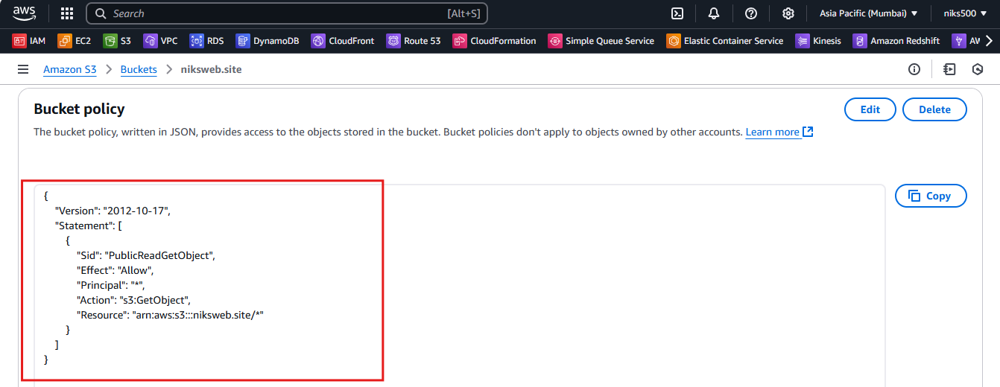 aws Search [Alt+S] Asia Pacific (Mumbai) niks500
IAM EC2 S3 VPC RDS DynamoDB CloudFront Route 53 CloudFormation Simple Queue Service Elastic Container Service Kinesis Amazon Redshift AW
Amazon S3 Buckets niksweb.site
Bucket policy Edit Delete
The bucket policy, written in JSON, provides access to the objects stored in the bucket. Bucket policies don't apply to objects owned by other accounts. Learn more
Copy
{
"Version": "2012-10-17",
"Statement": [
{
"Sid": "PublicReadGetObject",
"Effect": "Allow",
"Principal": "*",
"Action": "s3:GetObject",
"Resource": "arn:aws:s3:::niksweb.site/*"
}
]
}